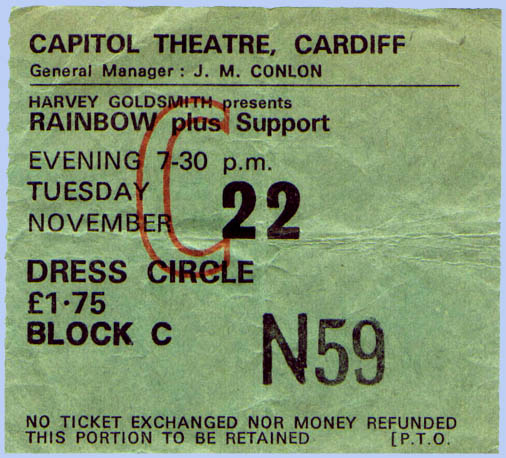 CAPITOL THEATRE, CARDIFF
General Manager : J. M. CONLON
HARVEY GOLDSMITH presents
RAINBOW plus Support
EVENING 7-30 p.m.
TUESDAY
NOVEMBER 22
C
DRESS CIRCLE
£1·75
BLOCK C
N59
NO TICKET EXCHANGED NOR MONEY REFUNDED
THIS PORTION TO BE RETAINED [P.T.O.